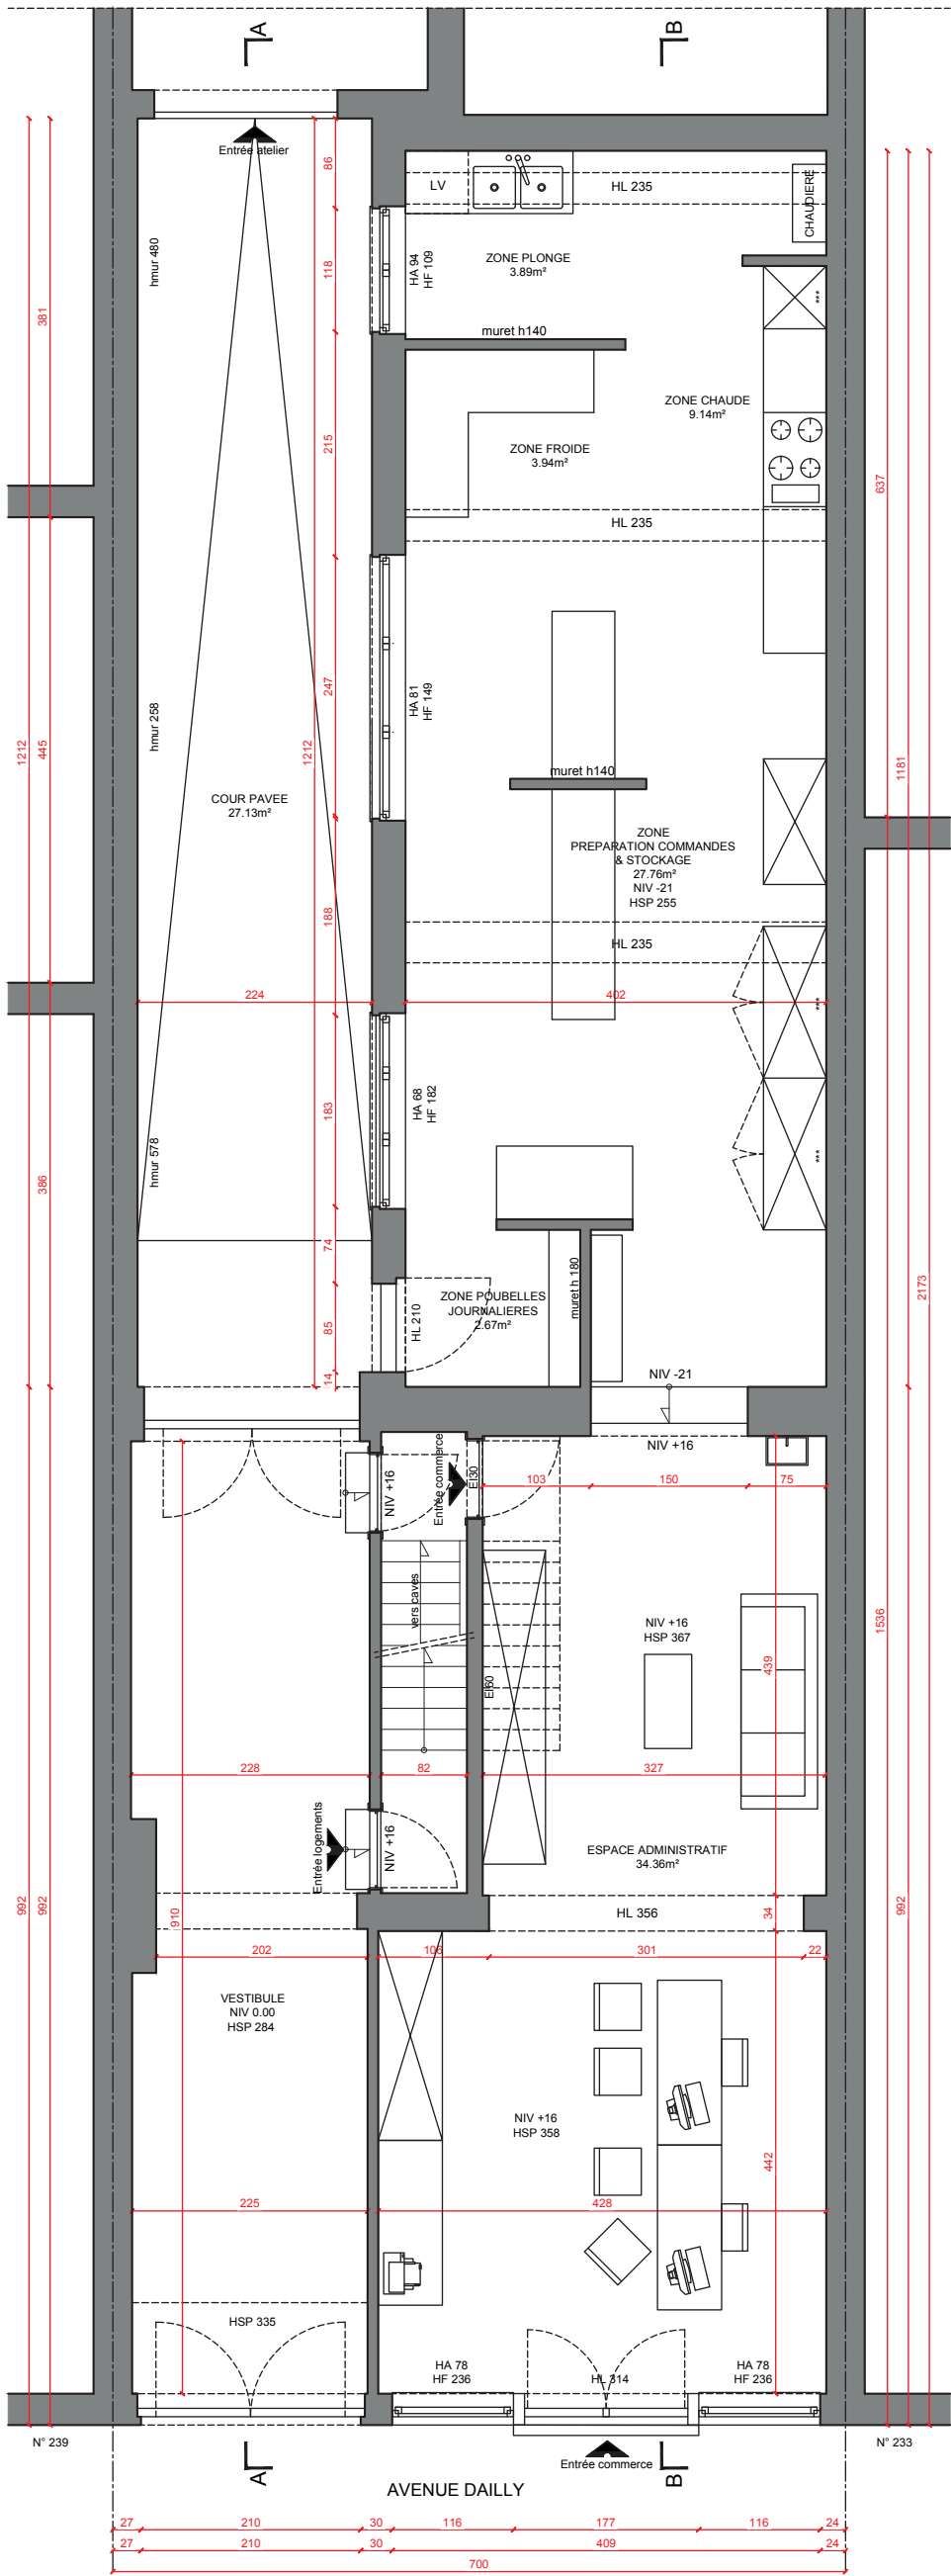 A
B
Entrée atelier
86
LV
HL 235
CHAUDIERE
hmur 480
118
HA 94
HF 109
ZONE PLONGE
3.89m²
***
381
muret h140
ZONE CHAUDE
9.14m²
215
ZONE FROIDE
3.94m²
637
HL 235
247
HA 81
HF 149
hmur 258
1212
445
1212
1181
muret h140
COUR PAVEE
27.13m²
ZONE
PREPARATION COMMANDES
& STOCKAGE
27.76m²
NIV -21
HSP 255
188
HL 235
224
402
***
183
HA 68
HF 182
hmur 578
***
386
74
2173
ZONE POUBELLES
JOURNALIERES
2.67m²
muret h 180
HL 210
85
14
NIV -21
NIV +16
NIV +16
Entrée commerce
EI30
103
150
75
vers caves
NIV +16
HSP 367
1536
439
EI60
228
82
327
Entrée logements
NIV +16
ESPACE ADMINISTRATIF
34.36m²
992
992
910
HL 356
34
992
202
106
301
22
VESTIBULE
NIV 0.00
HSP 284
NIV +16
HSP 358
442
225
428
HSP 335
HA 78
HF 236
HL 314
HA 78
HF 236
N° 239
N° 233
A
Entrée commerce
B
AVENUE DAILLY
27
210
30
116
177
116
24
27
210
30
409
24
700